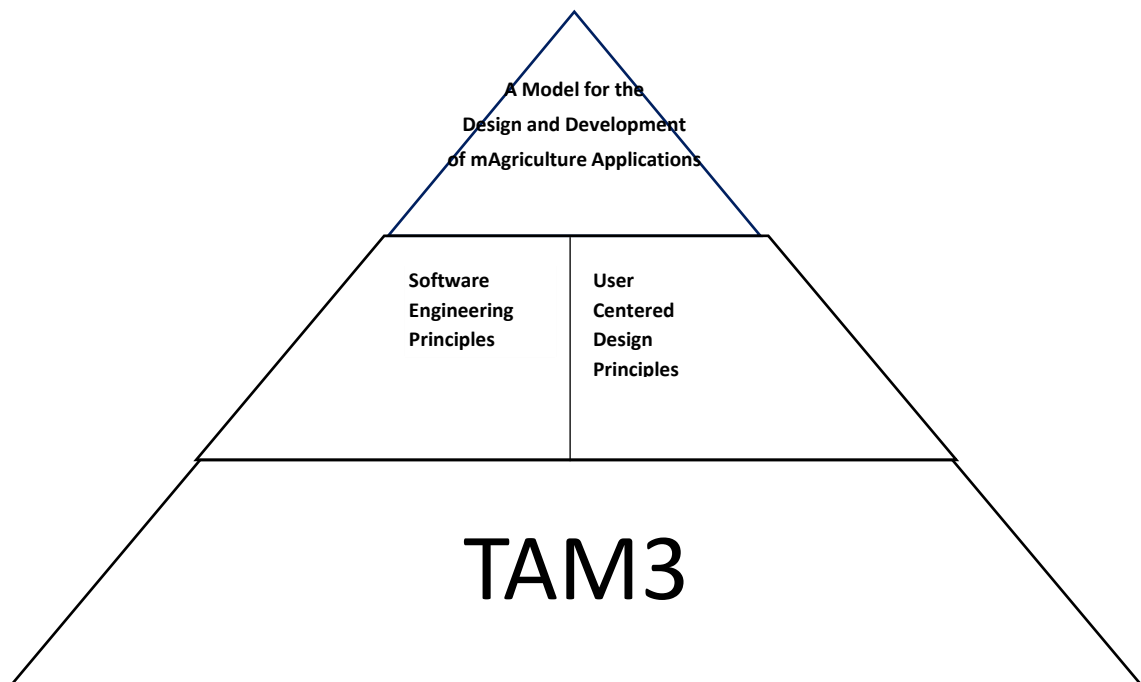 A Model for the
Design and Development
of mAgriculture Applications
Software
Engineering
Principles
User
Centered
Design
Principles
TAM3